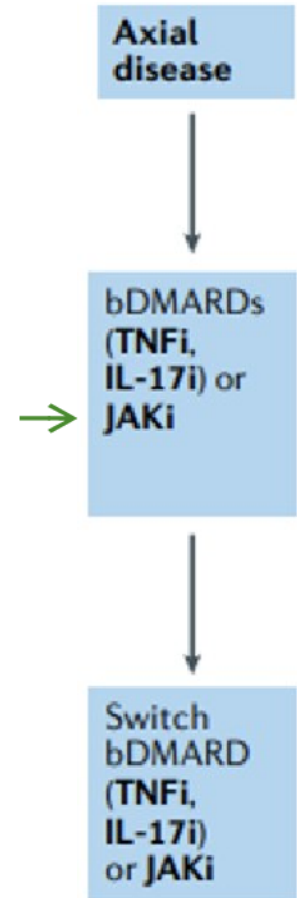 Axial
disease
bDMARDs
(TNFi,
IL-17i) or
JAKi
Switch
bDMARD
(TNFi,
IL-17i)
or JAKi